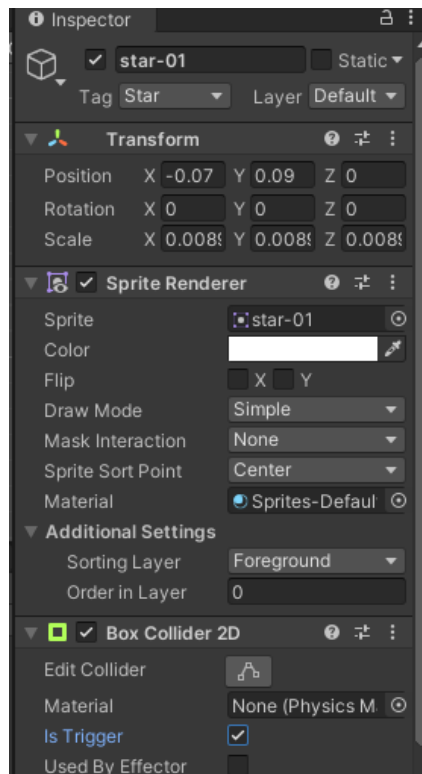 Inspector
star-01 Static
Tag Star Layer Default
Transform
Position X -0.07 Y 0.09 Z 0
Rotation X 0 Y 0 Z 0
Scale X 0.0089 Y 0.0089 Z 0.0089
Sprite Renderer
Sprite star-01
Color
Flip X Y
Draw Mode Simple
Mask Interaction None
Sprite Sort Point Center
Material Sprites-Defaul
Additional Settings
Sorting Layer Foreground
Order in Layer 0
Box Collider 2D
Edit Collider
Material None (Physics M
Is Trigger
Used By Effector